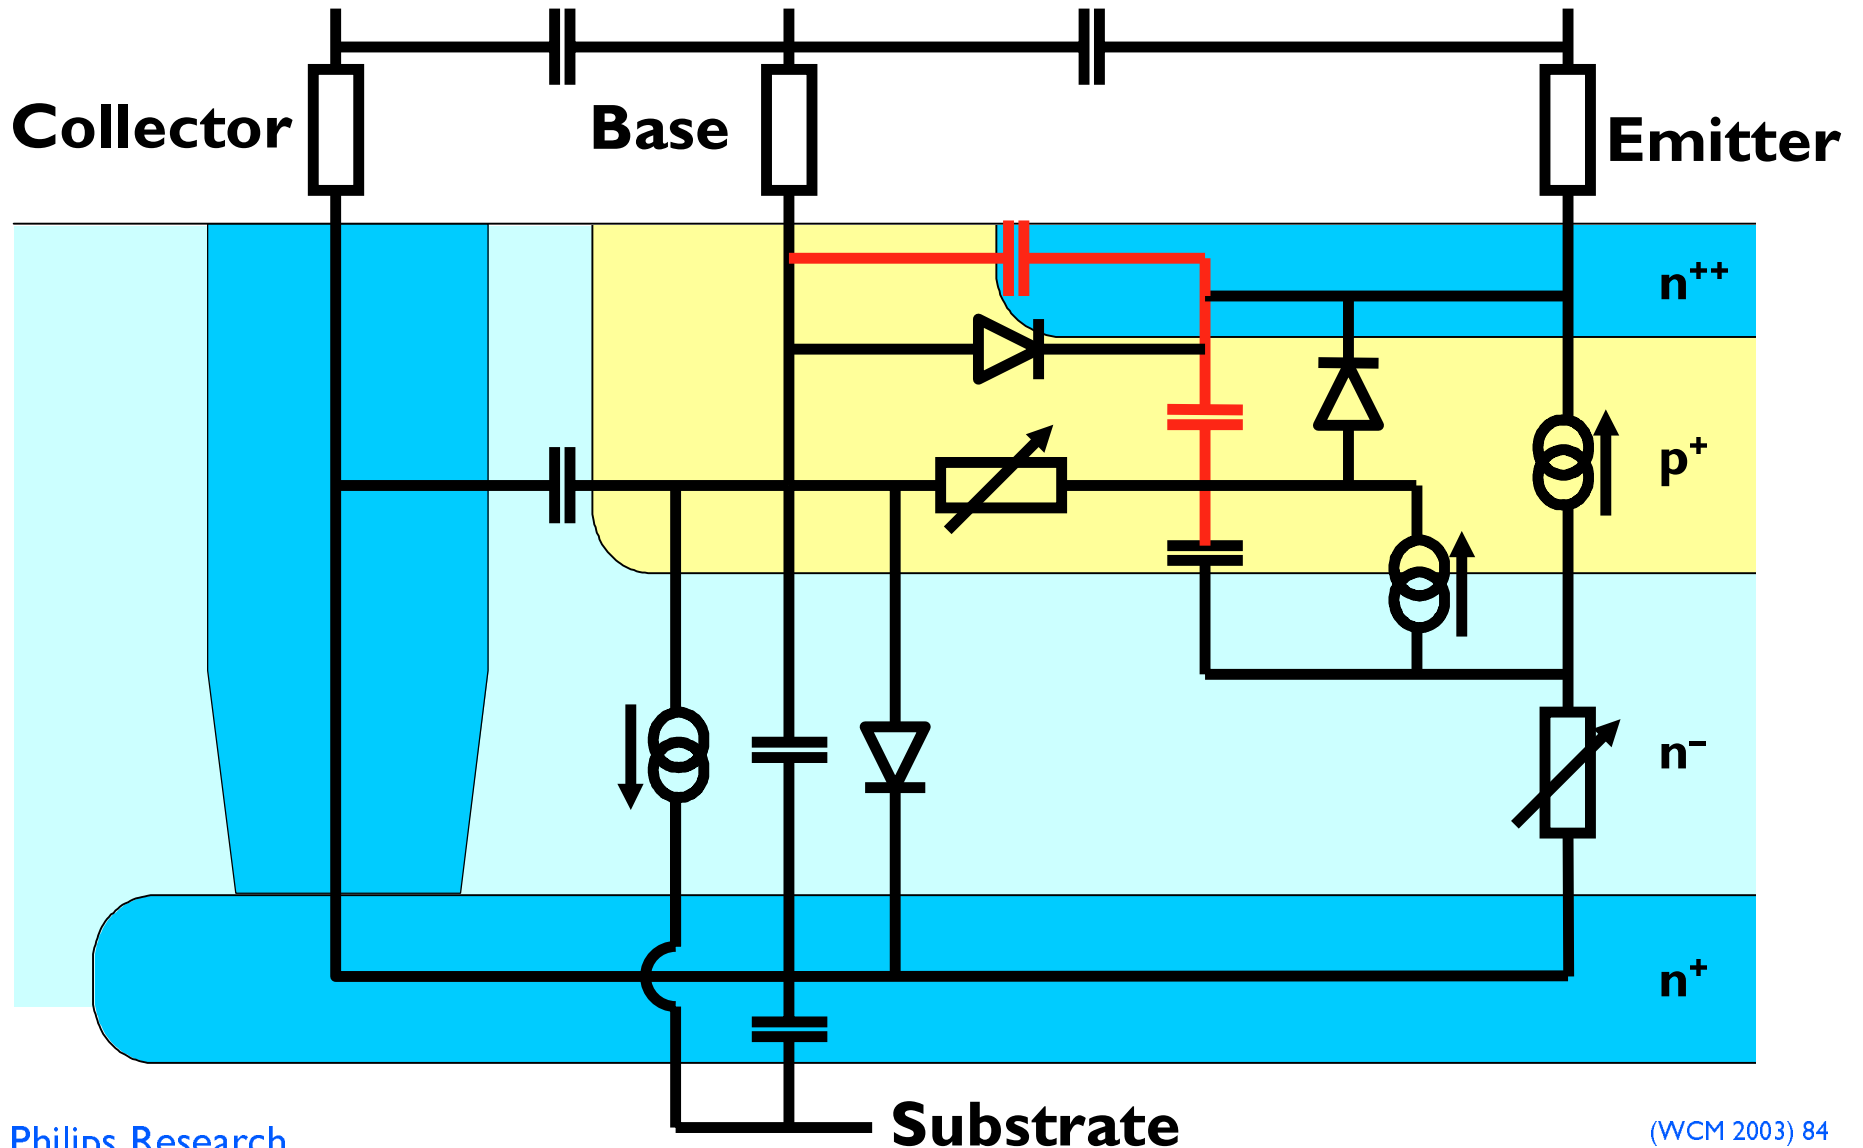 Collector
Base
Emitter
n⁺⁺
p⁺
n⁻
n⁺
Substrate
Philips Research
(WCM 2003) 84